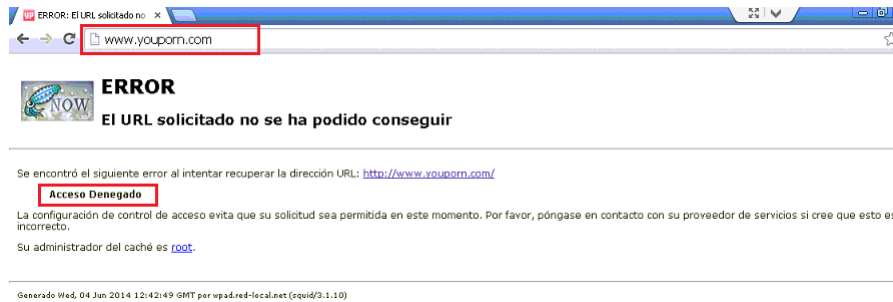 ERROR: El URL solicitado no
www.youporn.com
NOW
ERROR
El URL solicitado no se ha podido conseguir
Se encontró el siguiente error al intentar recuperar la dirección URL: http://www.youporn.com/
Acceso Denegado
La configuración de control de acceso evita que su solicitud sea permitida en este momento. Por favor, póngase en contacto con su proveedor de servicios si cree que esto es
incorrecto.
Su administrador del caché es root.
Generado Wed, 04 Jun 2014 12:42:49 GMT por wpad.red-local.net (squid/3.1.10)